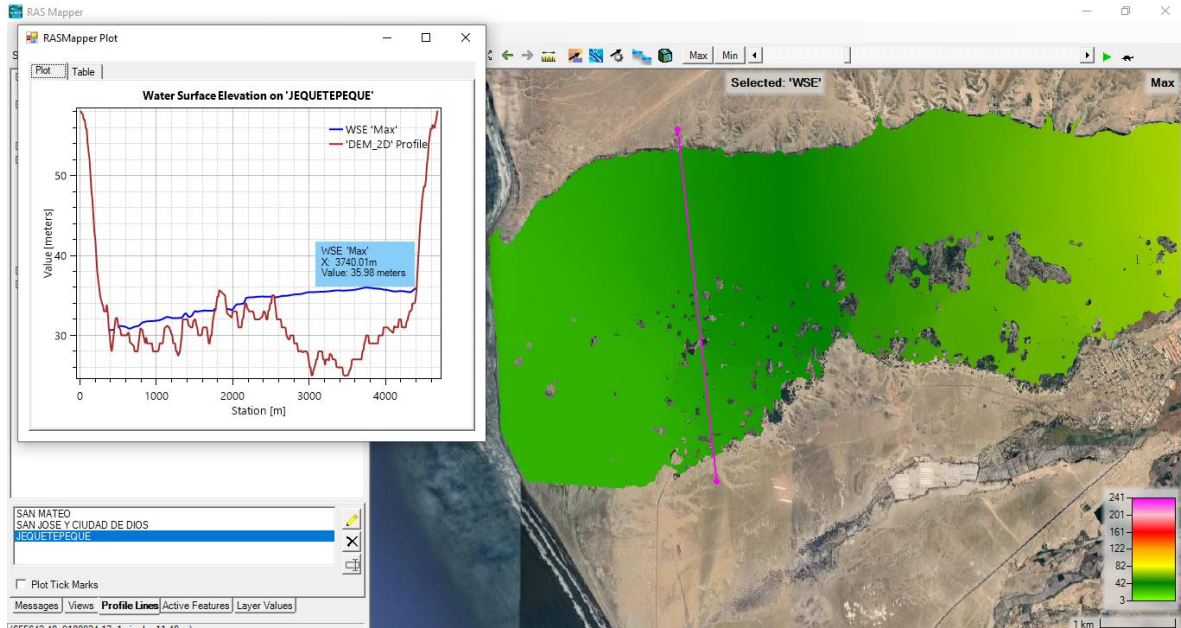 RAS Mapper
RASMapper Plot
Plot
Table
Water Surface Elevation on 'JEQUETEPEQUE'
WSE 'Max'
'DEM_2D' Profile
50
40
30
Value [meters]
WSE 'Max'
X: 3740.01m
Value: 35.98 meters
0 1000 2000 3000 4000
Station [m]
Max Min
Selected: 'WSE'
Max
SAN MATEO
SAN JOSE Y CIUDAD DE DIOS
JEQUETEPEQUE
Plot Tick Marks
Messages Views Profile Lines Active Features Layer Values
241
201
161
122
82
42
3
1 km